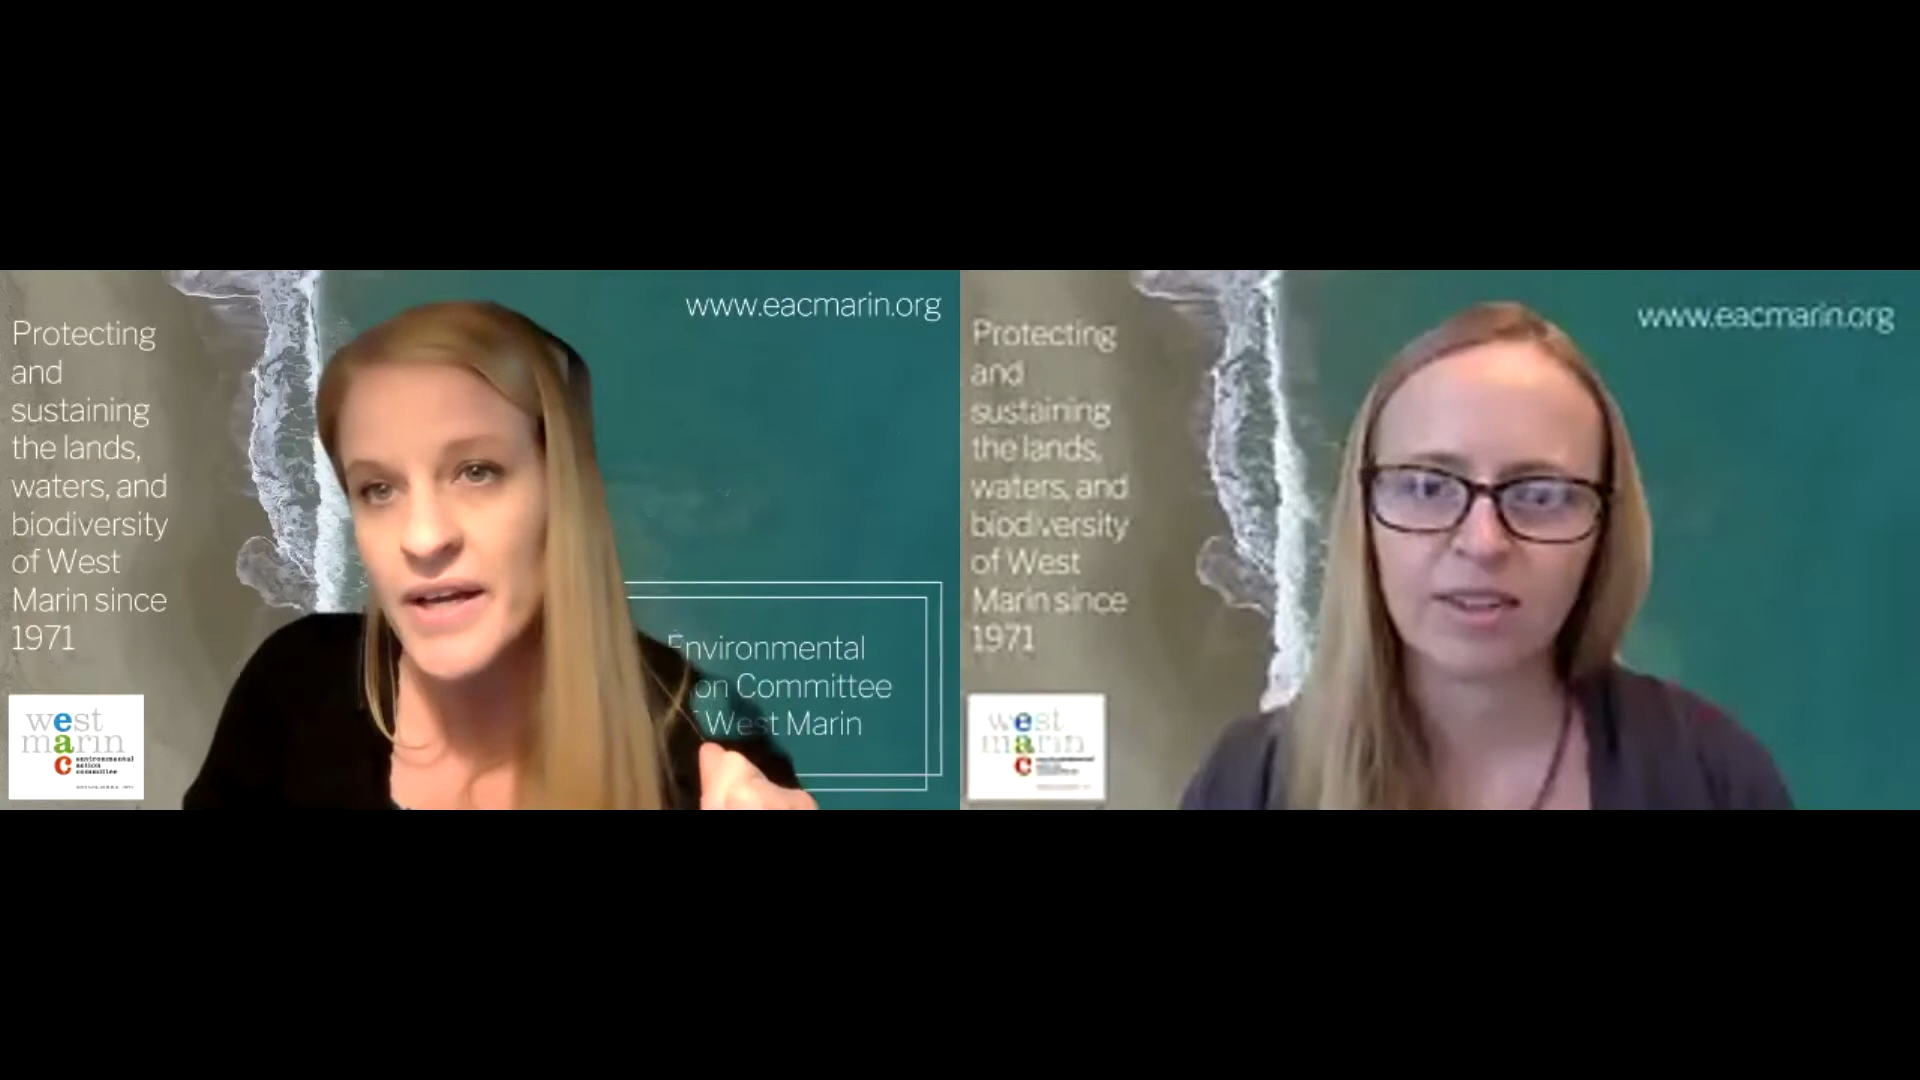 Protecting
and
sustaining
the lands,
waters, and
biodiversity
of West
Marin since
1971
west
marin
c environmental
action
committee
www.eacmarin.org
Environmental
on Committee
West Marin
Protecting
and
sustaining
the lands,
waters, and
biodiversity
of West
Marin since
1971
west
marin
c
www.eacmarin.org